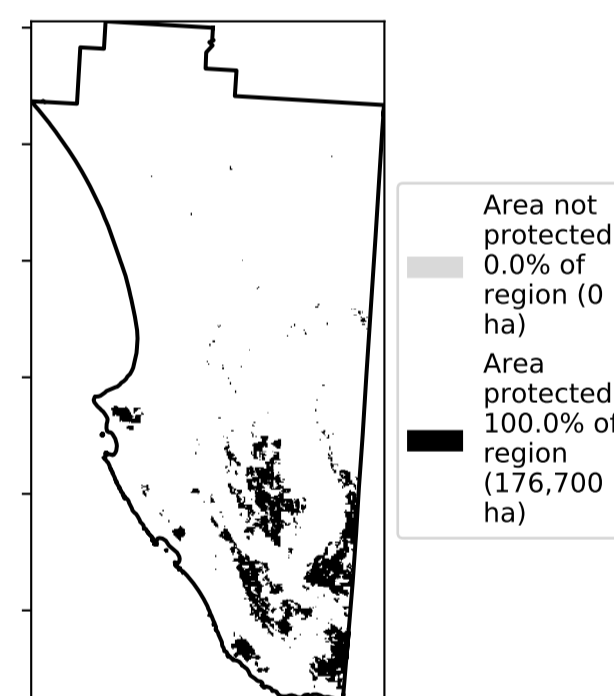 Area not
protected
0.0% of
region (0
ha)
Area
protected
100.0% of
region
(176,700
ha)